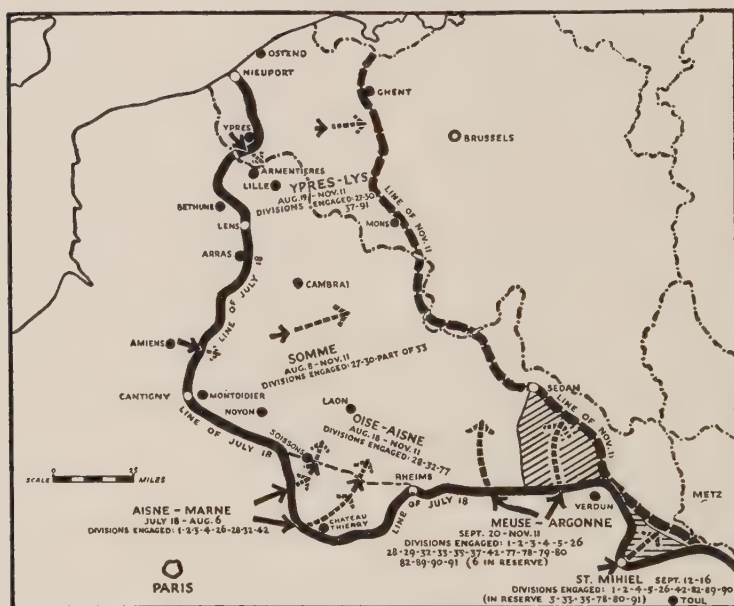 OSTEND
NIEUPORT
GHENT
YPRES
BRUSSELS
ARMENTIERES
LILLE
YPRES-LYS
AUG. 19 - NOV. 11
DIVISIONS ENGAGED: 27-30
37-91
LINE OF NOV. 11
BETHUNE
LENS
MONS
ARRAS
LINE OF JULY 18
CAMBRAI
AMIENS
SOMME
AUG. 8 - NOV. 11
DIVISIONS ENGAGED: 27-30-PART OF 33
CANTIGNY
MONTDIDIER
NOYON
LAON
SEDAN
LINE OF NOV. 11
LINE OF JULY 18
OISE-AISNE
AUG. 18 - NOV. 11
DIVISIONS ENGAGED: 28-32-77
SOISSONS
RHEIMS
SCALE 0 25 MILES
AISNE-MARNE
JULY 18 - AUG. 6
DIVISIONS ENGAGED: 1-2-3-4-26-28-32-42
CHATEAU
THIERRY
LINE OF JULY 18
VERDUN
METZ
MEUSE-ARGONNE
SEPT. 20 - NOV. 11
DIVISIONS ENGAGED: 1-2-3-4-5-26
28-29-32-33-35-37-42-77-78-79-80
82-89-90-91 (6 IN RESERVE)
PARIS
ST. MIHIEL SEPT. 12-16
DIVISIONS ENGAGED: 1-2-4-5-26-42-82-89-90
(IN RESERVE 3-33-35-78-80-91)
TOUL